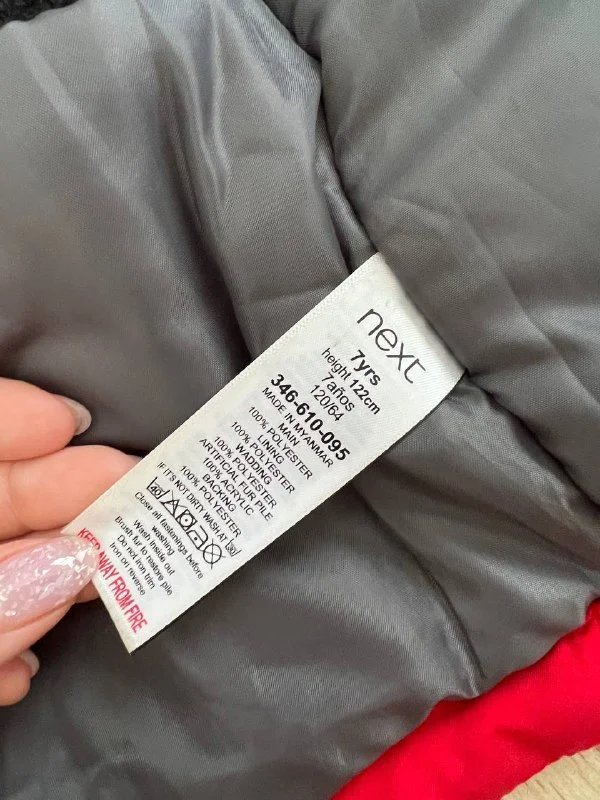 next
7yrs
height 122cm
7años
120/64
346-610-095
MADE IN MYANMAR
MAIN
100% POLYESTER
LINING
100% POLYESTER
WADDING
100% POLYESTER
ARTIFICIAL FUR PILE
100% ACRYLIC
BACKING
100% POLYESTER
IF IT'S NOT DIRTY WASH AT
Close all fastenings before
washing
Wash inside out
Brush fur to restore pile
Do not iron trim
Iron on reverse
KEEP AWAY FROM FIRE